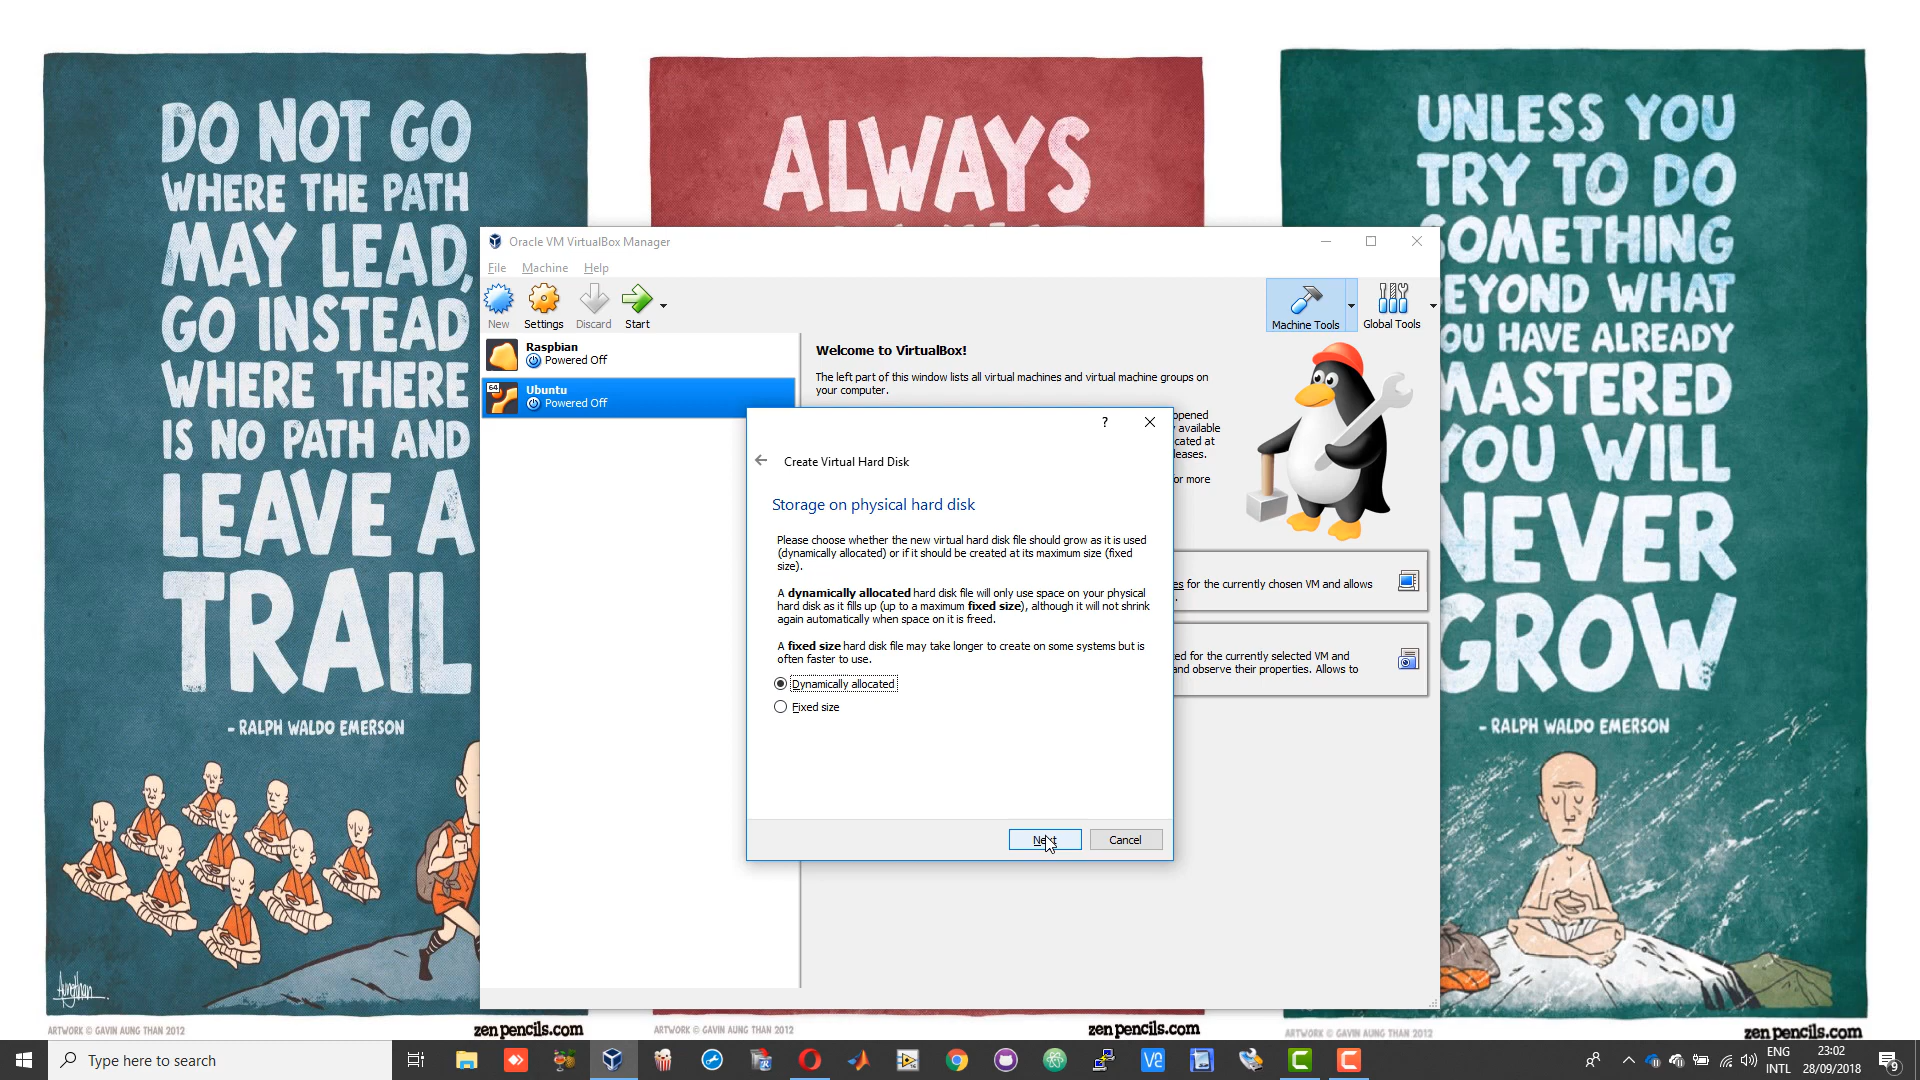 DO NOT GO
WHERE THE PATH
MAY LEAD,
GO INSTEAD
WHERE THERE
IS NO PATH AND
LEAVE A
TRAIL
- RALPH WALDO EMERSON
ARTWORK © GAVIN AUNG THAN 2012
zenpencils.com
ALWAYS
ARTWORK © GAVIN AUNG THAN 2012
zenpencils.com
UNLESS YOU
TRY TO DO
SOMETHING
EYOND WHAT
OU HAVE ALREADY
MASTERED
YOU WILL
NEVER
GROW
- RALPH WALDO EMERSON
ARTWORK © GAVIN AUNG THAN 2012
zenpencils.com
Oracle VM VirtualBox Manager
File Machine Help
New Settings Discard Start
Machine Tools Global Tools
Raspbian
Powered Off
64
Ubuntu
Powered Off
Welcome to VirtualBox!
The left part of this window lists all virtual machines and virtual machine groups on
your computer.
opened
available
cated at
leases.
or more
es for the currently chosen VM and allows
.
ed for the currently selected VM and
and observe their properties. Allows to
?
Create Virtual Hard Disk
Storage on physical hard disk
Please choose whether the new virtual hard disk file should grow as it is used
(dynamically allocated) or if it should be created at its maximum size (fixed
size).
A dynamically allocated hard disk file will only use space on your physical
hard disk as it fills up (up to a maximum fixed size), although it will not shrink
again automatically when space on it is freed.
A fixed size hard disk file may take longer to create on some systems but is
often faster to use.
Dynamically allocated
Fixed size
Next Cancel
Type here to search
ENG
INTL
23:02
28/09/2018
9